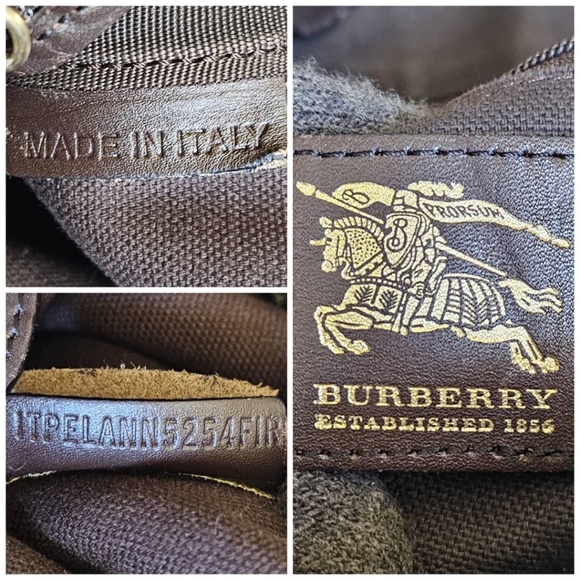 MADE IN ITALY
PRORSUM
B
BURBERRY
ESTABLISHED 1856
ITPELANN5254FIR